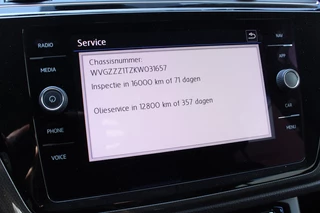 Service
RADIO
NAV
Chassisnummer:
WVGZZZ1TZKW031657
MEDIA
Inspectie in 16000 km of 71 dagen
CAR
Olieservice in 12800 km of 357 dagen
PHONE
MENU
VOICE